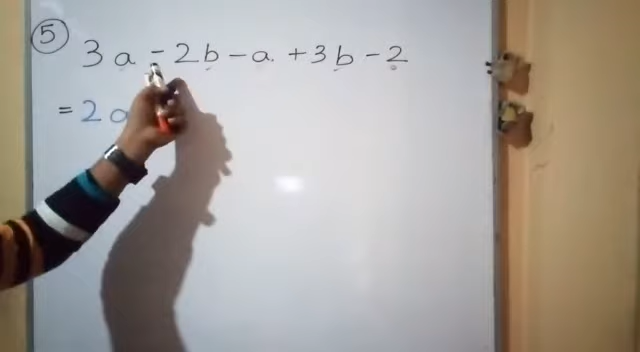 5 3a - 2b - a + 3b - 2
= 2a